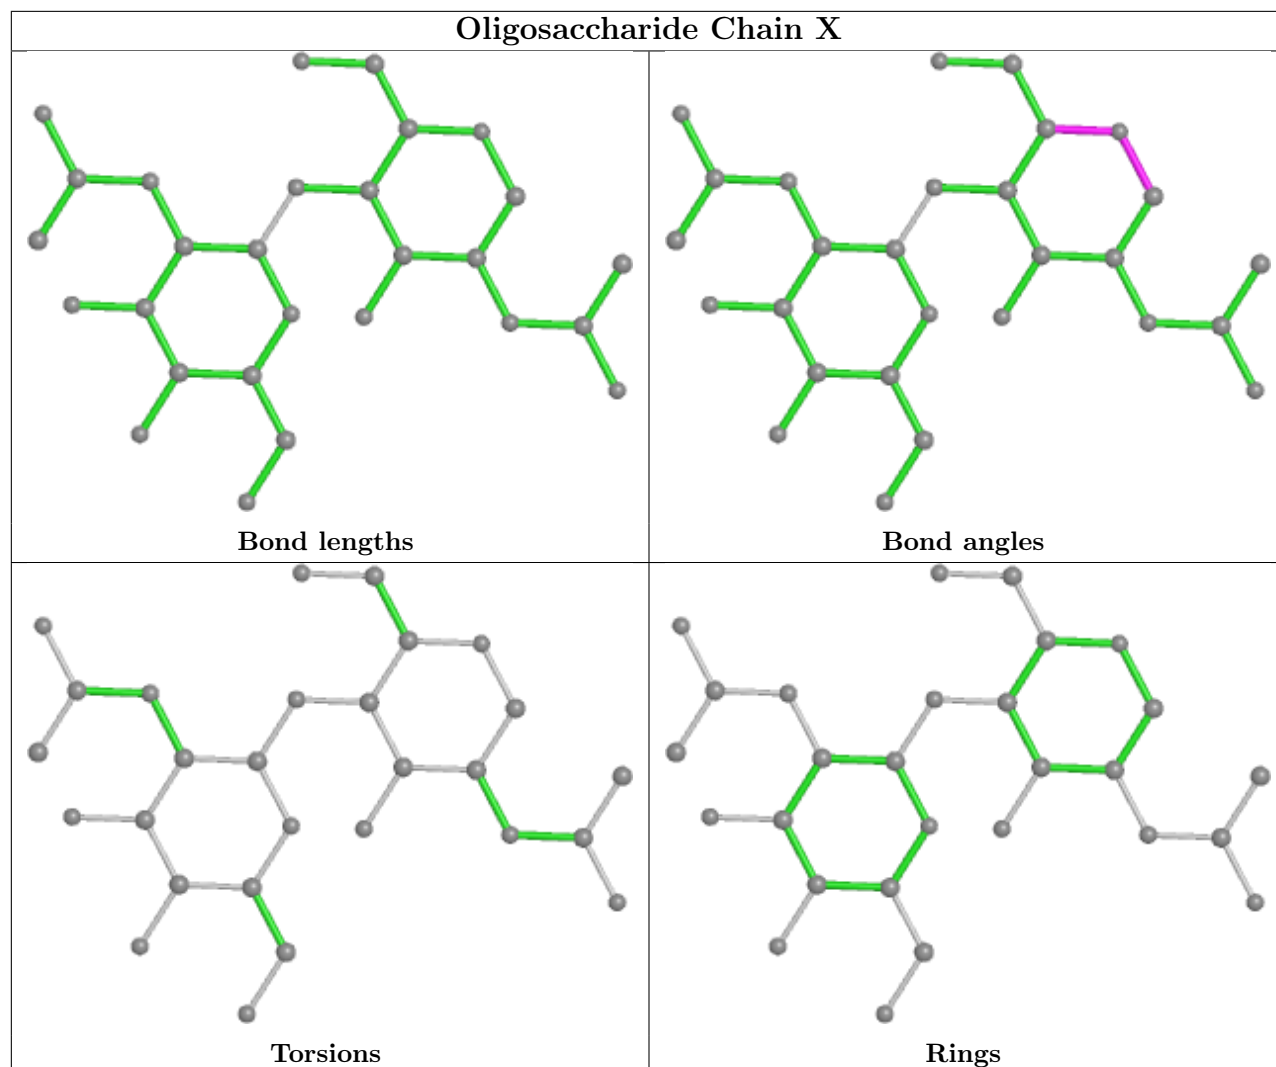 Oligosaccharide Chain X
Bond lengths
Bond angles
Torsions
Rings